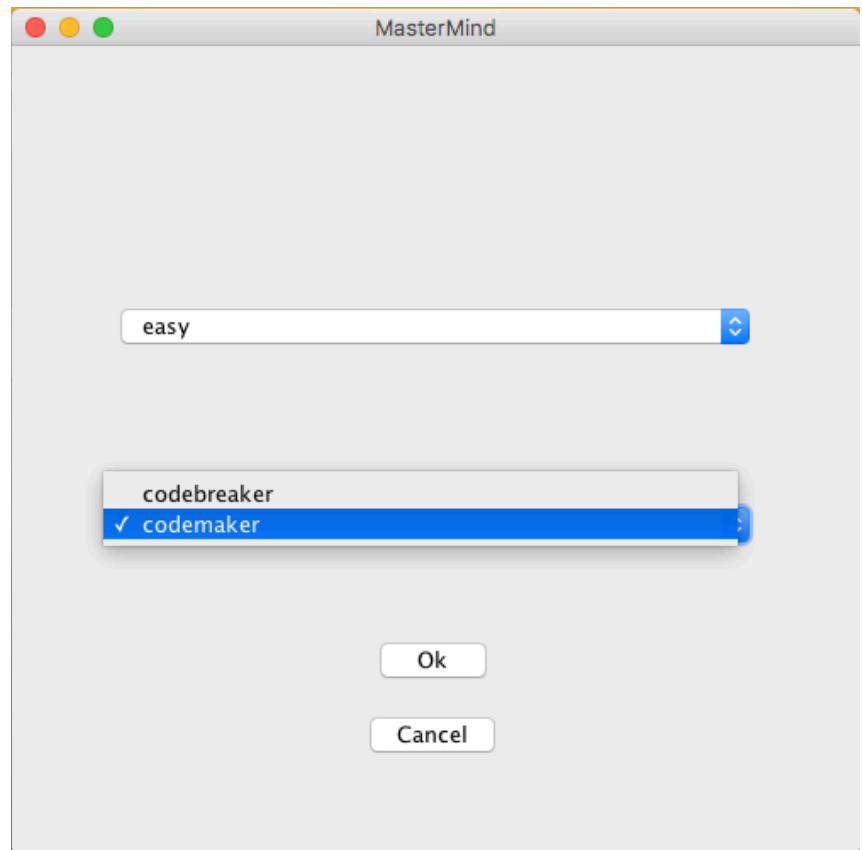 MasterMind
easy
codebreaker
✓ codemaker
Ok
Cancel